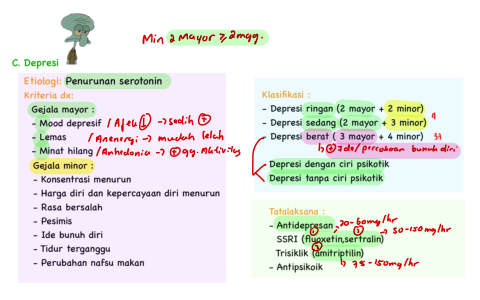 Min 2 Mayor ≥ 2 mgg.
C. Depresi
Etiologi: Penurunan serotonin
Kriteria dx:
Gejala mayor :
- Mood depresif /Afek ↓ → sedih (+)
- Lemas /Anenergi → mudah lelah
- Minat hilang /Anhedonia → (+) gg. Aktivitas
Gejala minor :
- Konsentrasi menurun
- Harga diri dan kepercayaan diri menurun
- Rasa bersalah
- Pesimis
- Ide bunuh diri
- Tidur terganggu
- Perubahan nafsu makan
Klasifikasi :
- Depresi ringan (2 mayor + 2 minor)
- Depresi sedang (2 mayor + 3 minor)
- Depresi berat ( 3 mayor + 4 minor)
↳ (+) Ide/percobaan bunuh diri
Depresi dengan ciri psikotik
Depresi tanpa ciri psikotik
Tatalaksana :
- Antidepresan 20-60mg/hr
SSRI (fluoxetin,sertralin) → 50-150mg/hr
Trisiklik (amitriptilin)
↳ 75-150mg/hr
- Antipsikoik